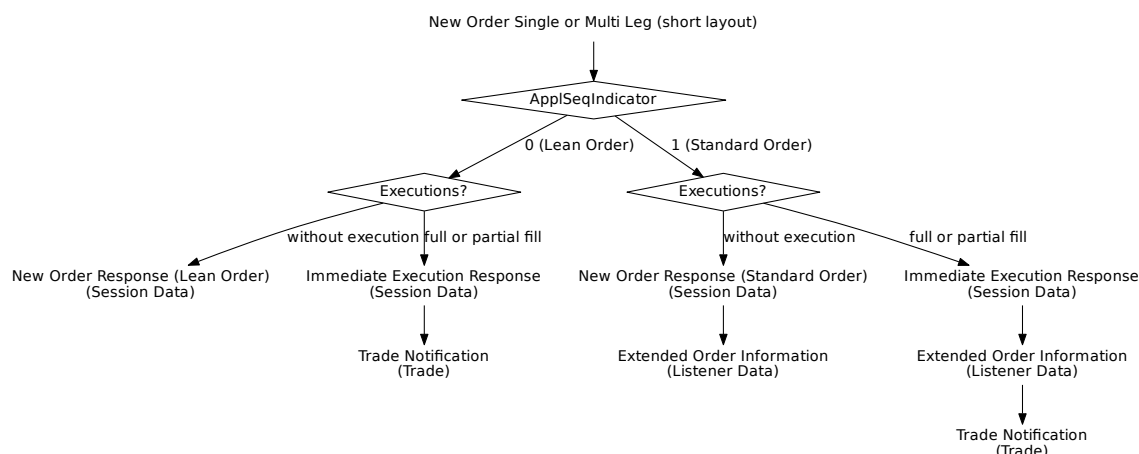 New Order Single or Multi Leg (short layout)
ApplSeqIndicator
0 (Lean Order)
1 (Standard Order)
Executions?
Executions?
without execution
full or partial fill
without execution
full or partial fill
New Order Response (Lean Order)
(Session Data)
Immediate Execution Response
(Session Data)
New Order Response (Standard Order)
(Session Data)
Immediate Execution Response
(Session Data)
Trade Notification
(Trade)
Extended Order Information
(Listener Data)
Extended Order Information
(Listener Data)
Trade Notification
(Trade)